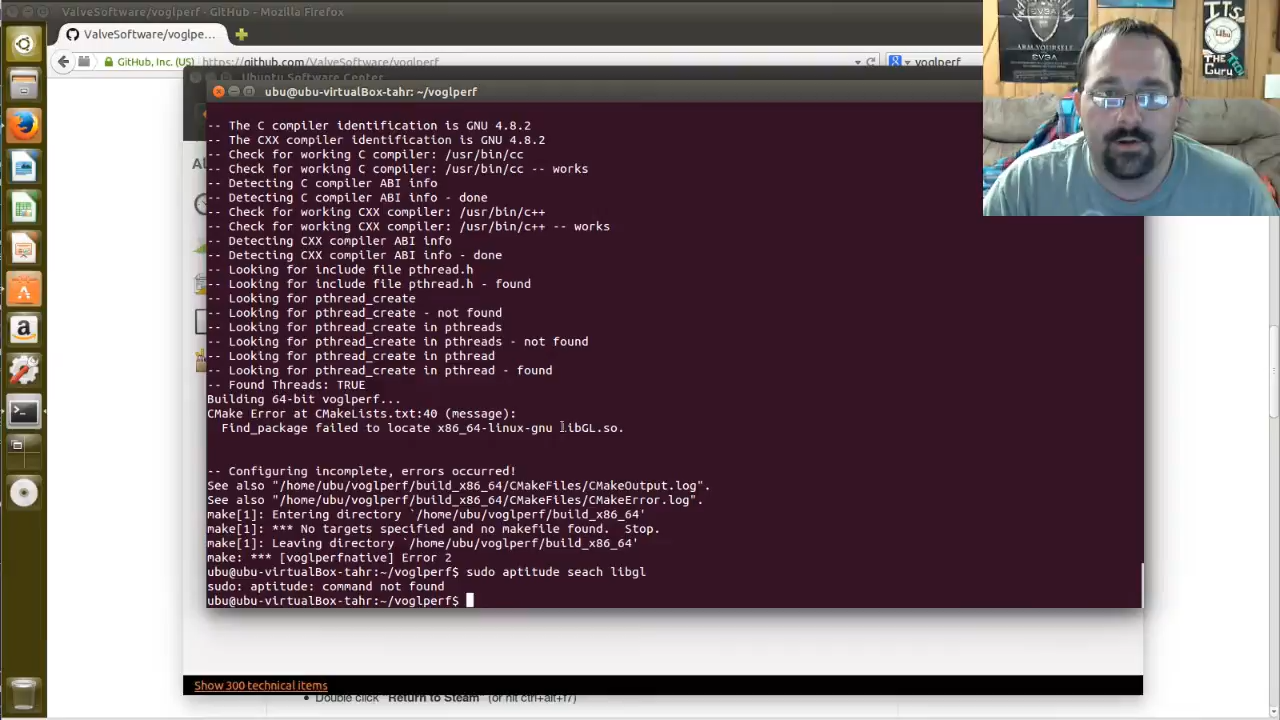 ValveSoftware/voglperf - GitHub - Mozilla Firefox
ValveSoftware/voglpe...
GitHub, Inc. (US)
https://github.com/ValveSoftware/voglperf
voglperf
Ubuntu Software Center
ubu@ubu-virtualBox-tahr: ~/voglperf
-- The C compiler identification is GNU 4.8.2
-- The CXX compiler identification is GNU 4.8.2
-- Check for working C compiler: /usr/bin/cc
-- Check for working C compiler: /usr/bin/cc -- works
-- Detecting C compiler ABI info
-- Detecting C compiler ABI info - done
-- Check for working CXX compiler: /usr/bin/c++
-- Check for working CXX compiler: /usr/bin/c++ -- works
-- Detecting CXX compiler ABI info
-- Detecting CXX compiler ABI info - done
-- Looking for include file pthread.h
-- Looking for include file pthread.h - found
-- Looking for pthread_create
-- Looking for pthread_create - not found
-- Looking for pthread_create in pthreads
-- Looking for pthread_create in pthreads - not found
-- Looking for pthread_create in pthread
-- Looking for pthread_create in pthread - found
-- Found Threads: TRUE
Building 64-bit voglperf...
CMake Error at CMakeLists.txt:40 (message):
Find_package failed to locate x86_64-linux-gnu libGL.so.
-- Configuring incomplete, errors occurred!
See also "/home/ubu/voglperf/build_x86_64/CMakeFiles/CMakeOutput.log".
See also "/home/ubu/voglperf/build_x86_64/CMakeFiles/CMakeError.log".
make[1]: Entering directory `/home/ubu/voglperf/build_x86_64'
make[1]: *** No targets specified and no makefile found.  Stop.
make[1]: Leaving directory `/home/ubu/voglperf/build_x86_64'
make: *** [voglperfnative] Error 2
ubu@ubu-virtualBox-tahr:~/voglperf$ sudo aptitude seach libgl
sudo: aptitude: command not found
ubu@ubu-virtualBox-tahr:~/voglperf$
Show 300 technical items
Double click "Return to Steam" (or hit ctrl+alt+f7)
EVGA
ARM YOURSELF
EVGA
ITS
Ubu
THE
Guru